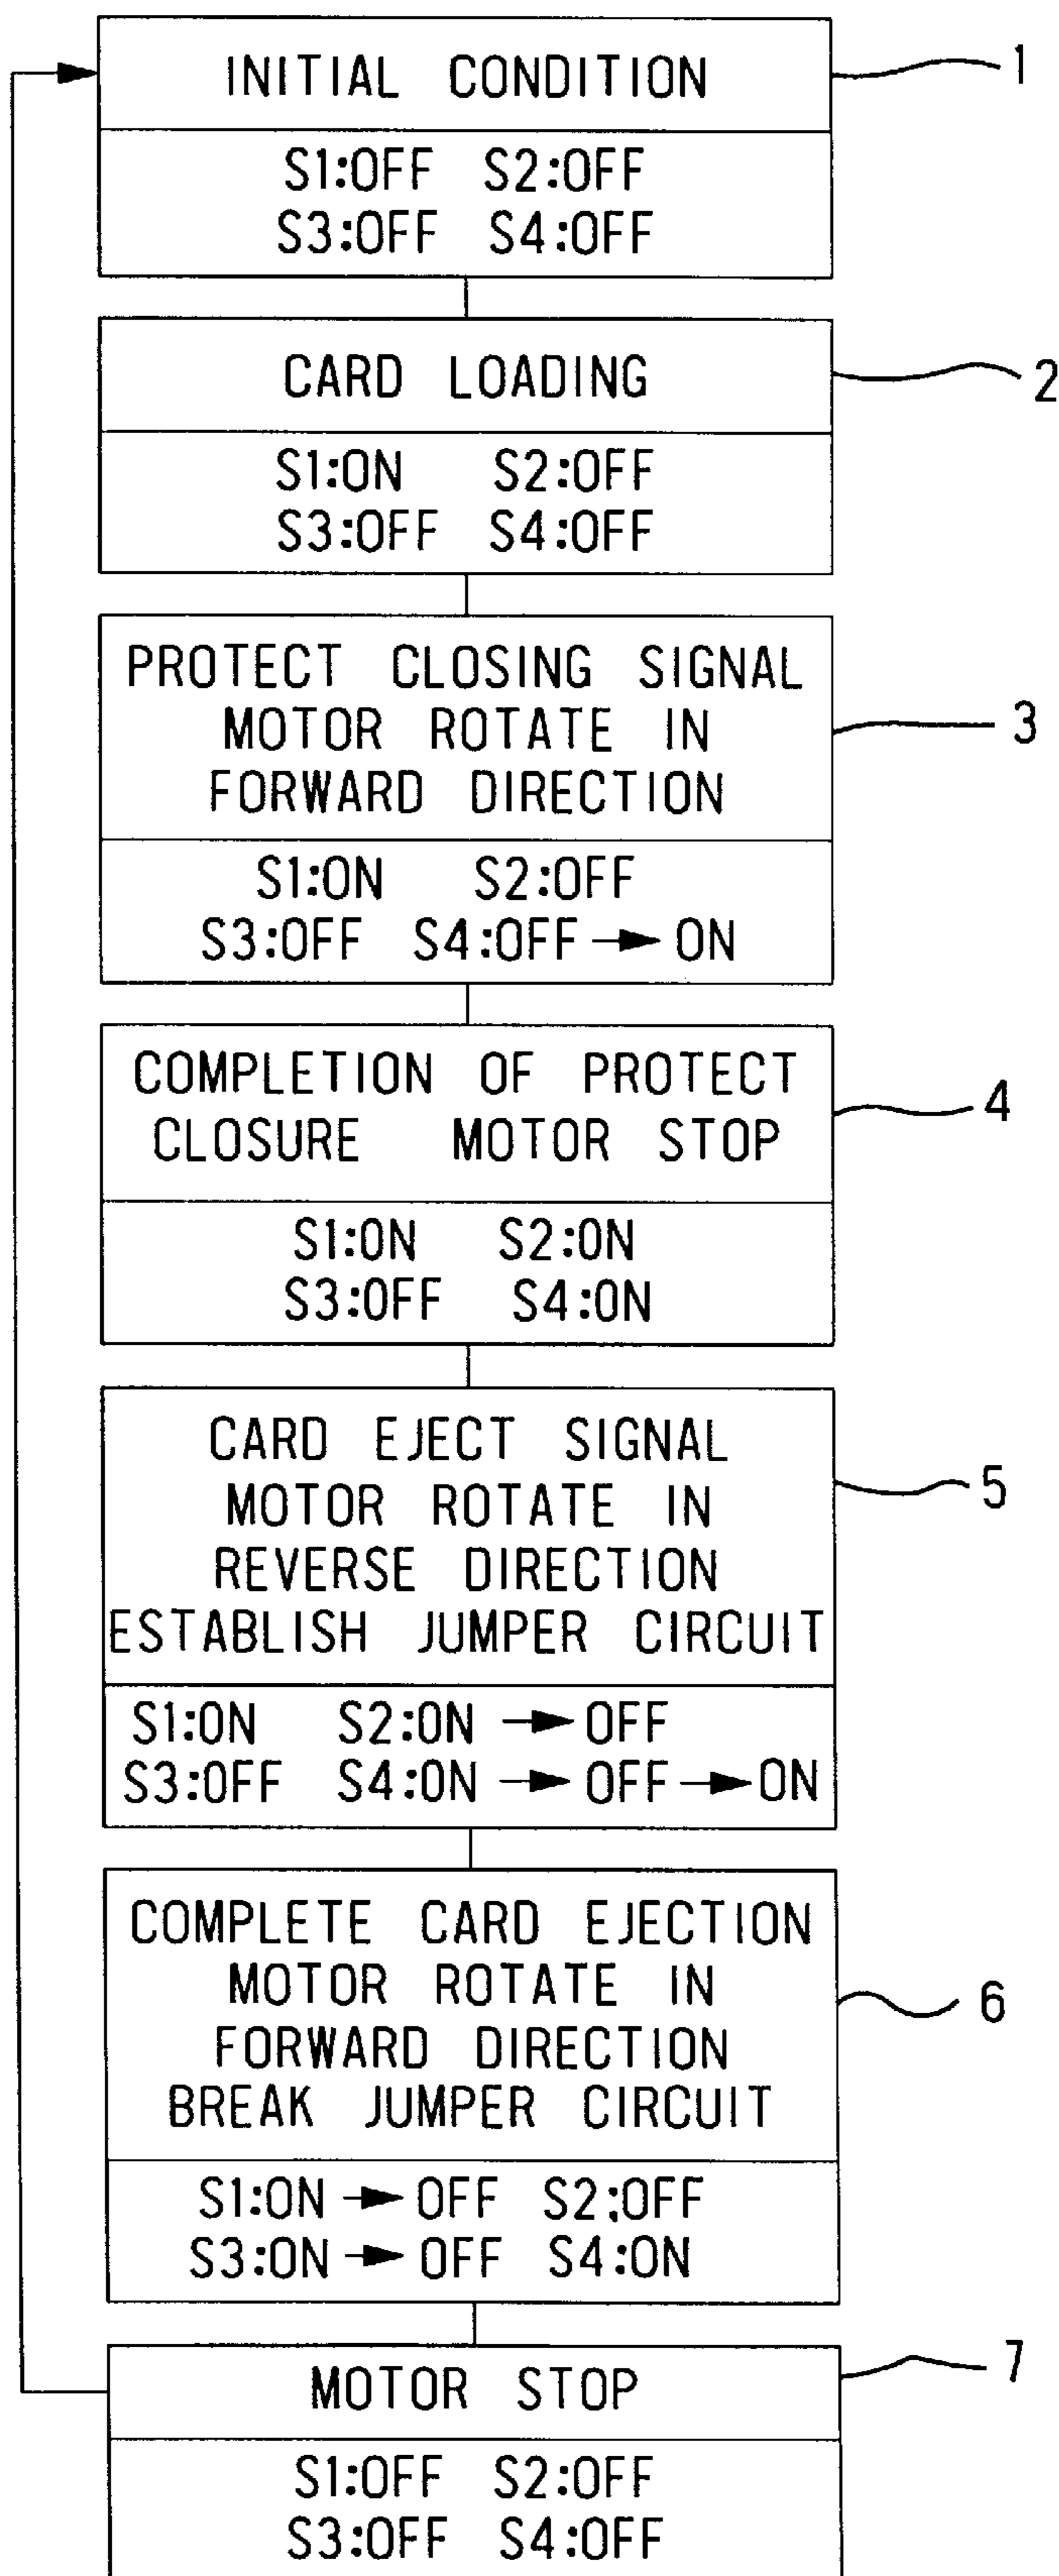 INITIAL CONDITION
1
S1:OFF S2:OFF
S3:OFF S4:OFF
CARD LOADING
2
S1:ON S2:OFF
S3:OFF S4:OFF
PROTECT CLOSING SIGNAL
MOTOR ROTATE IN
FORWARD DIRECTION
3
S1:ON S2:OFF
S3:OFF S4:OFF → ON
COMPLETION OF PROTECT
CLOSURE MOTOR STOP
4
S1:ON S2:ON
S3:OFF S4:ON
CARD EJECT SIGNAL
MOTOR ROTATE IN
REVERSE DIRECTION
ESTABLISH JUMPER CIRCUIT
5
S1:ON S2:ON → OFF
S3:OFF S4:ON → OFF → ON
COMPLETE CARD EJECTION
MOTOR ROTATE IN
FORWARD DIRECTION
BREAK JUMPER CIRCUIT
6
S1:ON → OFF S2:OFF
S3:ON → OFF S4:ON
MOTOR STOP
7
S1:OFF S2:OFF
S3:OFF S4:OFF